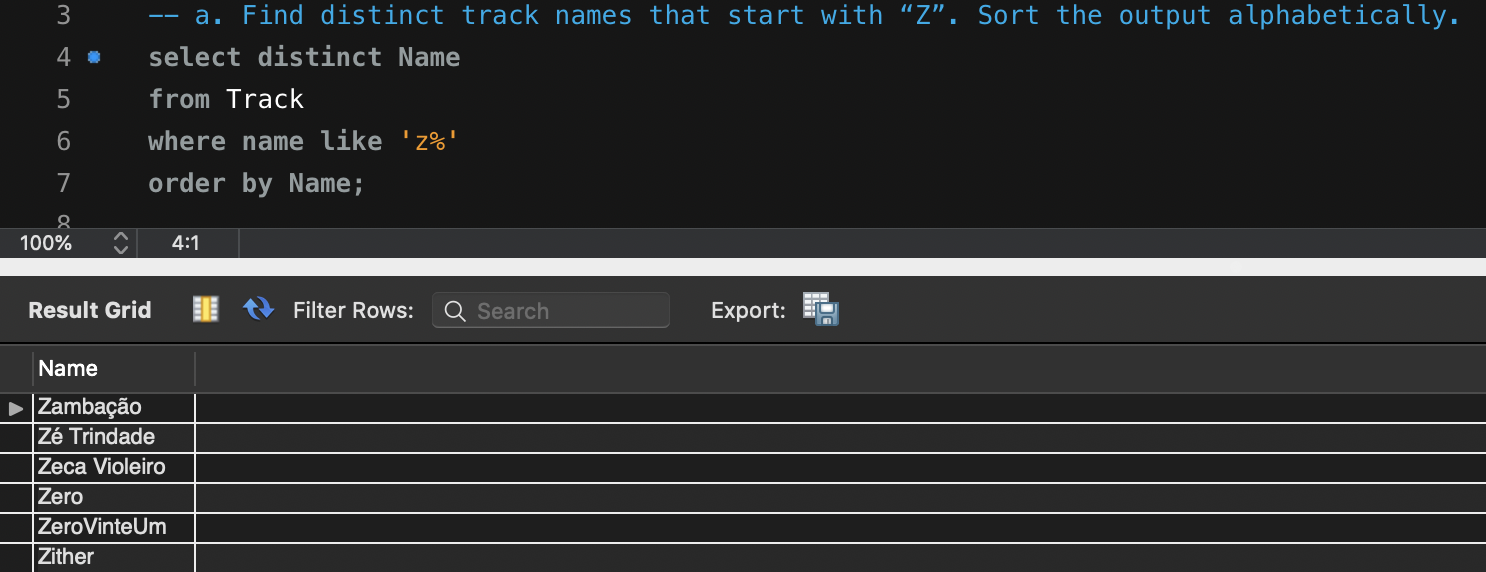 3 -- a. Find distinct track names that start with “Z”. Sort the output alphabetically.
4 select distinct Name
5 from Track
6 where name like 'z%'
7 order by Name;
8
100% 4:1
Result Grid Filter Rows: Search Export:
Name
Zambação
Zé Trindade
Zeca Violeiro
Zero
ZeroVinteUm
Zither